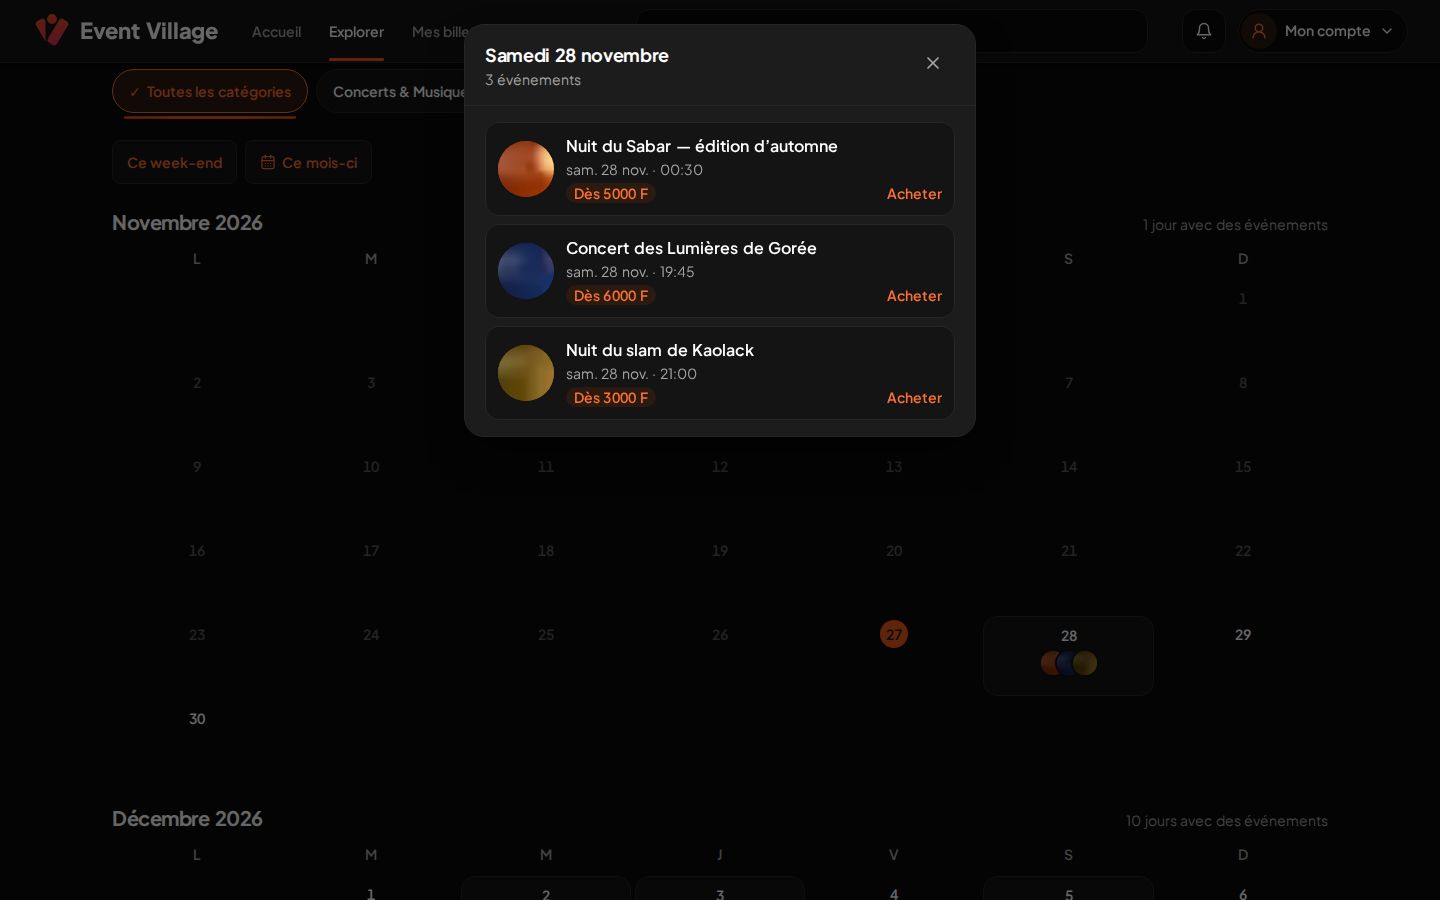 Event Village
Accueil
Explorer
Mes bille
Mon compte
✓ Toutes les catégories
Concerts & Musique
Ce week-end
Ce mois-ci
Samedi 28 novembre
3 événements
Nuit du Sabar — édition d’automne
sam. 28 nov. · 00:30
Dès 5000 F
Acheter
Concert des Lumières de Gorée
sam. 28 nov. · 19:45
Dès 6000 F
Acheter
Nuit du slam de Kaolack
sam. 28 nov. · 21:00
Dès 3000 F
Acheter
Novembre 2026
1 jour avec des événements
L M S D
1
2 3 7 8
9 10 11 12 13 14 15
16 17 18 19 20 21 22
23 24 25 26 27 28 29
30
Décembre 2026
10 jours avec des événements
L M M J V S D
1 2 3 4 5 6